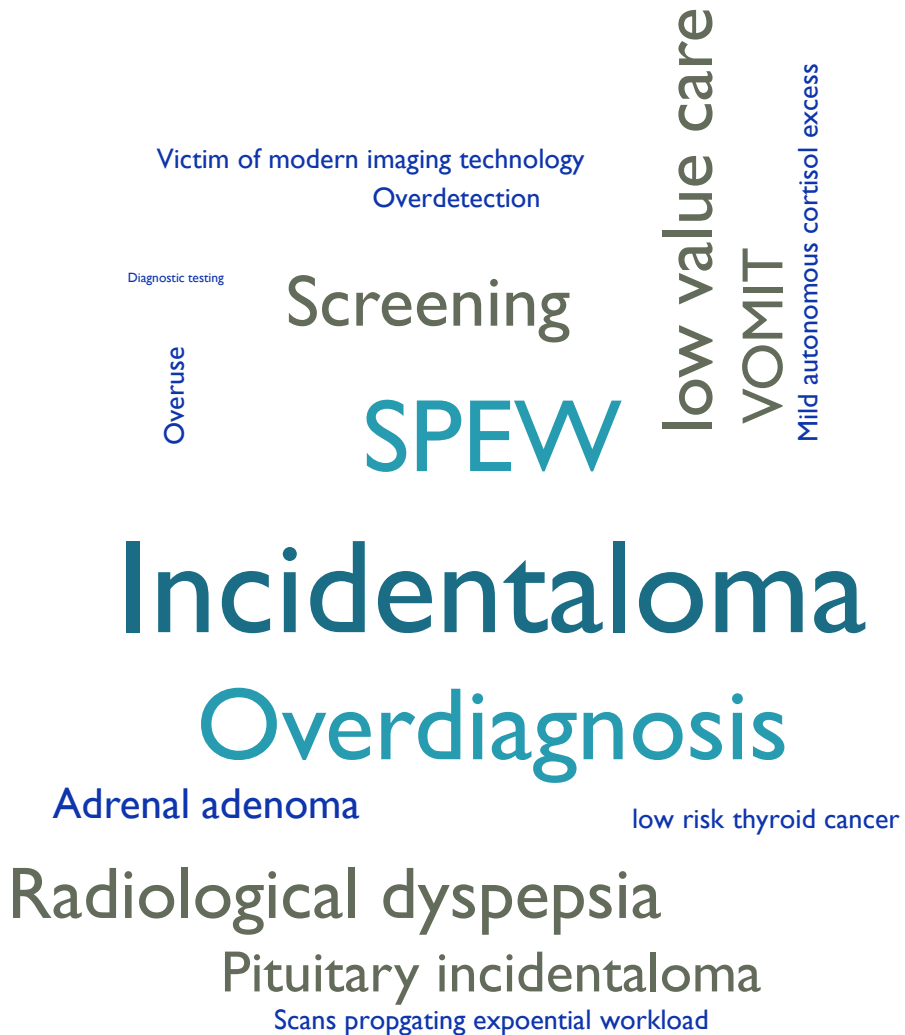 low value care
Mild autonomous cortisol excess
Victim of modern imaging technology
Overdetection
VOMIT
Diagnostic testing
Screening
Overuse
SPEW
Incidentaloma
Overdiagnosis
Adrenal adenoma
low risk thyroid cancer
Radiological dyspepsia
Pituitary incidentaloma
Scans propgating expoential workload